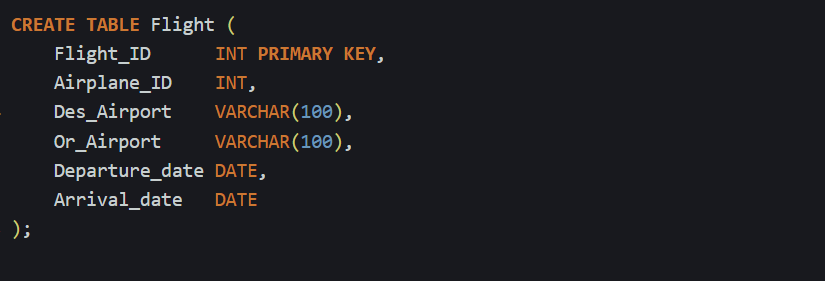 CREATE TABLE Flight (
    Flight_ID      INT PRIMARY KEY,
    Airplane_ID    INT,
    Des_Airport    VARCHAR(100),
    Or_Airport     VARCHAR(100),
    Departure_date DATE,
    Arrival_date   DATE
);